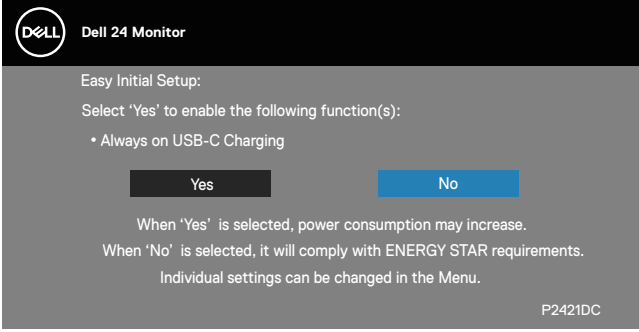 DELL
Dell 24 Monitor
Easy Initial Setup:
Select ‘Yes’ to enable the following function(s):
• Always on USB-C Charging
Yes No
When ‘Yes’ is selected, power consumption may increase.
When ‘No’ is selected, it will comply with ENERGY STAR requirements.
Individual settings can be changed in the Menu.
P2421DC